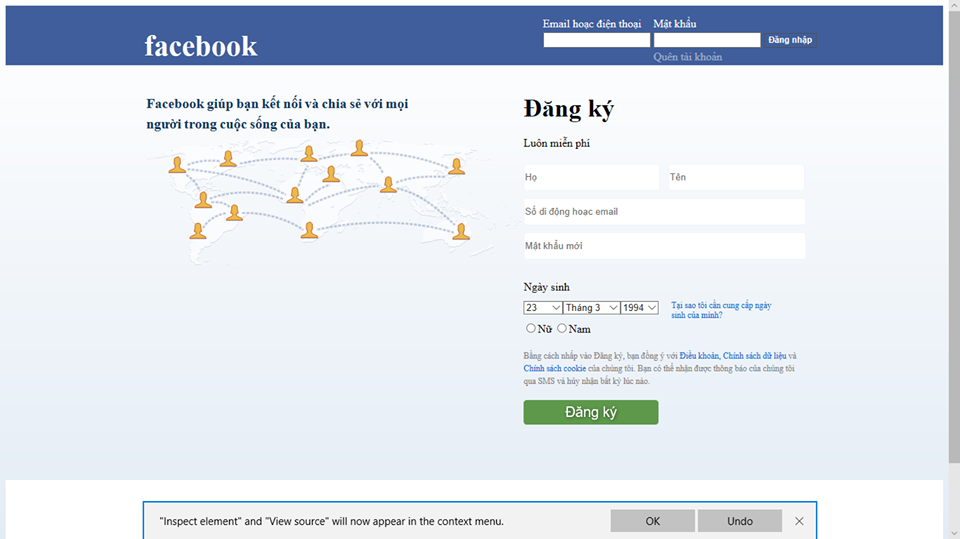 Email hoặc điện thoại
Mật khẩu
facebook
Đăng nhập
Quên tài khoản
Facebook giúp bạn kết nối và chia sẻ với mọi
người trong cuộc sống của bạn.
Đăng ký
Luôn miễn phí
Họ
Tên
Số di động hoạc email
Mật khẩu mới
Ngày sinh
23 Tháng 3 1994
Tại sao tôi cần cung cấp ngày
sinh của mình?
Nữ Nam
Bằng cách nhấp vào Đăng ký, bạn đồng ý với Điều khoản, Chính sách dữ liệu và
Chính sách cookie của chúng tôi. Bạn có thể nhận được thông báo của chúng tôi
qua SMS và hủy nhận bất kỳ lúc nào.
Đăng ký
"Inspect element" and "View source" will now appear in the context menu.
OK
Undo